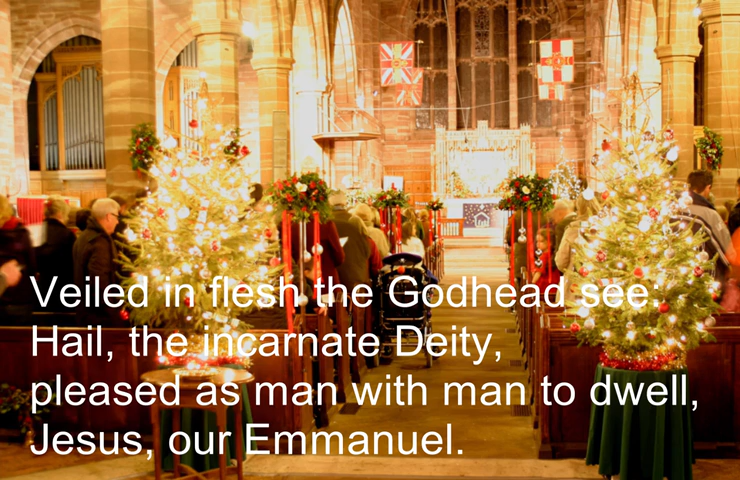 Veiled in flesh the Godhead see:
Hail, the incarnate Deity,
pleased as man with man to dwell,
Jesus, our Emmanuel.